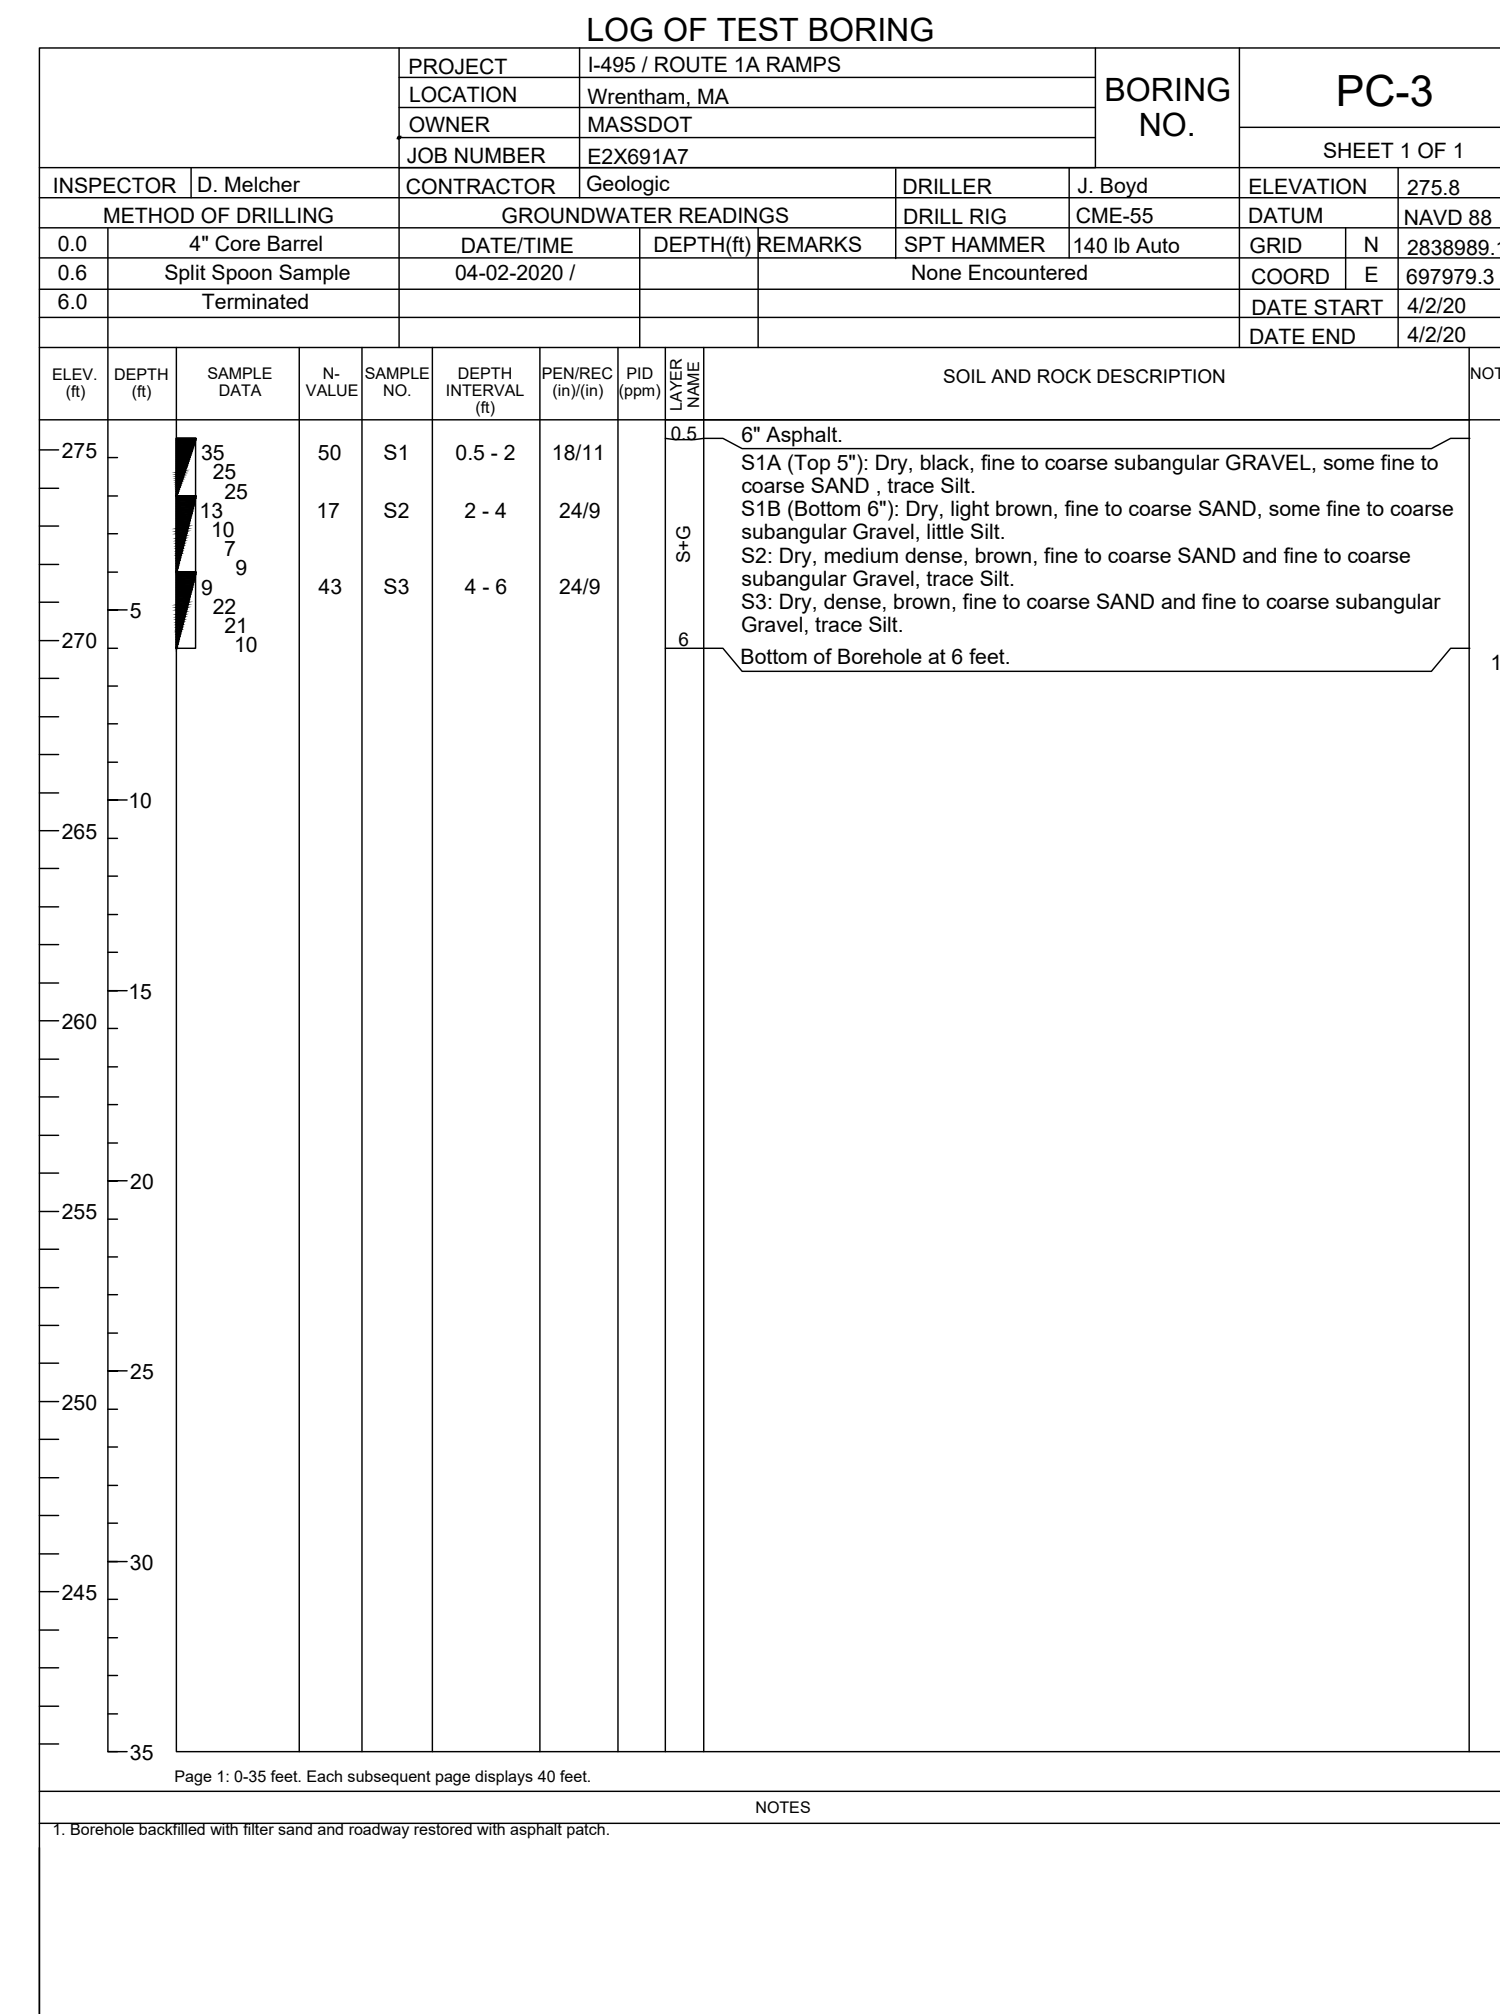 LOG OF TEST BORING
PROJECT I-495 / ROUTE 1A RAMPS
LOCATION Wrentham, MA
OWNER MASSDOT
JOB NUMBER E2X691A7
BORING NO.
PC-3
SHEET 1 OF 1
INSPECTOR D. Melcher CONTRACTOR Geologic DRILLER J. Boyd ELEVATION 275.8
METHOD OF DRILLING GROUNDWATER READINGS DRILL RIG CME-55 DATUM NAVD 88
0.0 4" Core Barrel DATE/TIME DEPTH(ft) REMARKS SPT HAMMER 140 lb Auto GRID N 2838989.1
0.6 Split Spoon Sample 04-02-2020 / None Encountered COORD E 697979.3
6.0 Terminated DATE START 4/2/20
DATE END 4/2/20
ELEV. (ft) DEPTH (ft) SAMPLE DATA N-VALUE SAMPLE NO. DEPTH INTERVAL (ft) PEN/REC (in)/(in) PID (ppm) LAYER NAME SOIL AND ROCK DESCRIPTION NOT
0.5 6" Asphalt.
275 35 50 S1 0.5 - 2 18/11
25
25
S1A (Top 5"): Dry, black, fine to coarse subangular GRAVEL, some fine to
coarse SAND , trace Silt.
S1B (Bottom 6"): Dry, light brown, fine to coarse SAND, some fine to coarse
subangular Gravel, little Silt.
13 17 S2 2 - 4 24/9
10
7
9
S+G
S2: Dry, medium dense, brown, fine to coarse SAND and fine to coarse
subangular Gravel, trace Silt.
9 43 S3 4 - 6 24/9
5 22
21
10
S3: Dry, dense, brown, fine to coarse SAND and fine to coarse subangular
Gravel, trace Silt.
270 6
Bottom of Borehole at 6 feet. 1
10
265
15
260
20
255
25
250
30
245
35
Page 1: 0-35 feet. Each subsequent page displays 40 feet.
NOTES
1. Borehole backfilled with filter sand and roadway restored with asphalt patch.